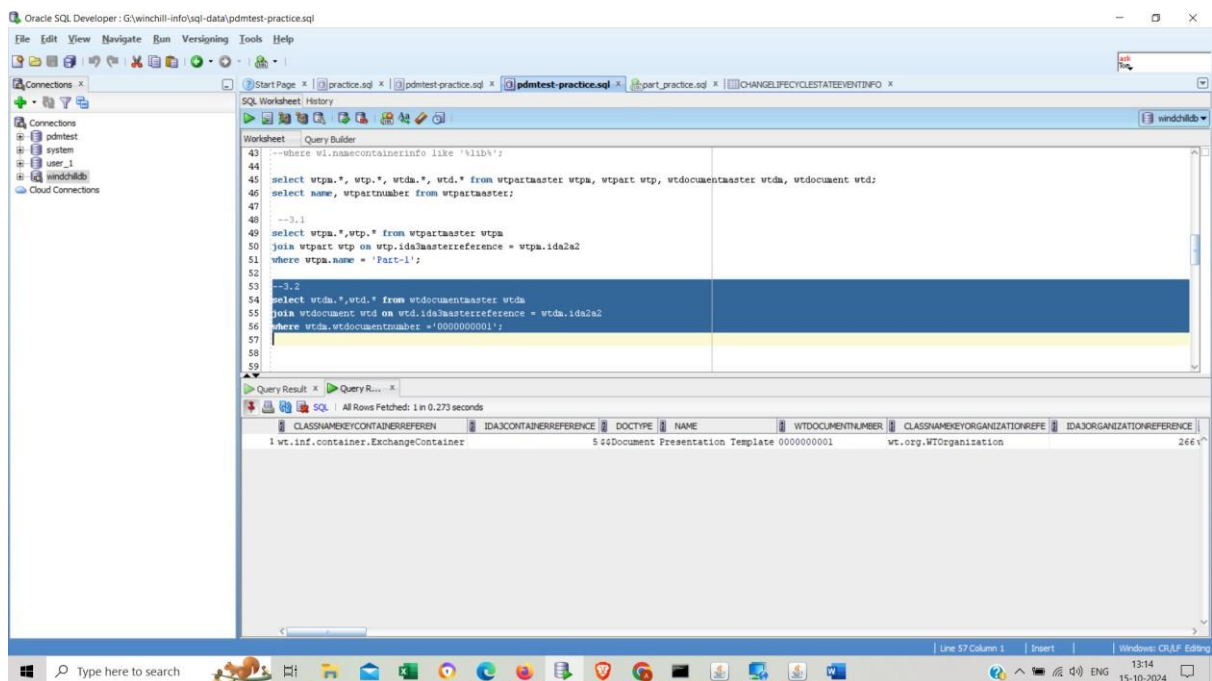 Oracle SQL Developer : G:\winchill-info\sql-data\pdmtest-practice.sql
File Edit View Navigate Run Versigning Tools Help
Connections
Start Page practice.sql pdmtest-practice.sql pdmtest-practice.sql part_practice.sql CHANGELIFECYCLESTATEEVENTINFO
SQL Worksheet History
windchilldb
Worksheet Query Builder
Connections
pdmtest
system
user_1
windchilldb
Cloud Connections
43 --where wl.namecontainerinfo like '%lib%';
44
45 select wtpm.*, wtp.*, wtdm.*, wtd.* from wtpartmaster wtpm, wtpart wtp, wtdocumentmaster wtdm, wtdocument wtd;
46 select name, wtpartnumber from wtpartmaster;
47
48 --3.1
49 select wtpm.*,wtp.* from wtpartmaster wtpm
50 join wtpart wtp on wtp.ida3masterreference = wtpm.ida2a2
51 where wtpm.name = 'Part-1';
52
53 --3.2
54 select wtdm.*,wtd.* from wtdocumentmaster wtdm
55 join wtdocument wtd on wtd.ida3masterreference = wtdm.ida2a2
56 where wtdm.wtdocumentnumber ='0000000001';
57
58
59
Query Result Query R...
SQL | All Rows Fetched: 1 in 0.273 seconds
CLASSNAMEKEYCONTAINERREFEREN IDA3CONTAINERREFERENCE DOCTYPE NAME WTDOCUMENTNUMBER CLASSNAMEKEYORGANIZATIONREFE IDA3ORGANIZATIONREFERENCE
1 wt.inf.container.ExchangeContainer 5 $$Document Presentation Template 0000000001 wt.org.WTOrganization 266
Line 57 Column 1 | Insert | Windows: CR/LF Editing
Type here to search
ENG
13:14
15-10-2024